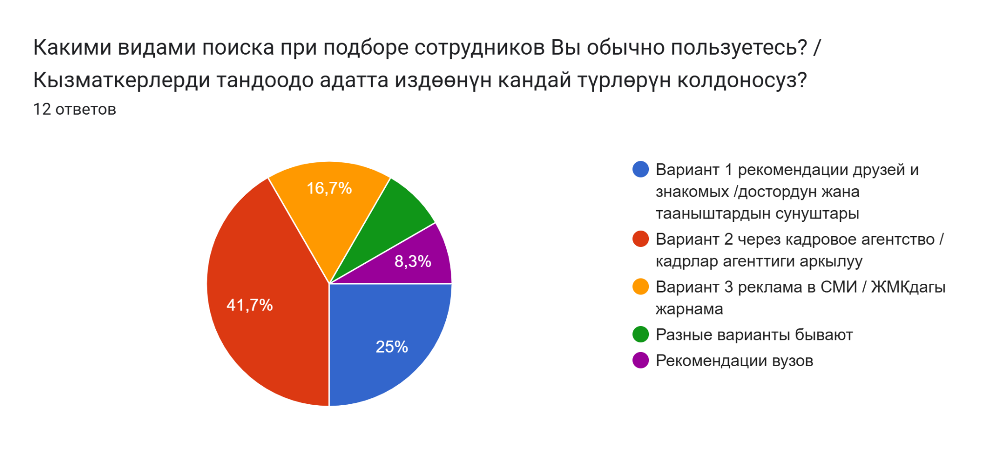 Какими видами поиска при подборе сотрудников Вы обычно пользуетесь? /
Кызматкерлерди тандоодо адатта издөөнүн кандай түрлөрүн колдоносуз?
12 ответов
16,7%
8,3%
41,7%
25%
Вариант 1 рекомендации друзей и
знакомых /достордун жана
тааныштардын сунуштары
Вариант 2 через кадровое агентство /
кадрлар агенттиги аркылуу
Вариант 3 реклама в СМИ / ЖМКдагы
жарнама
Разные варианты бывают
Рекомендации вузов